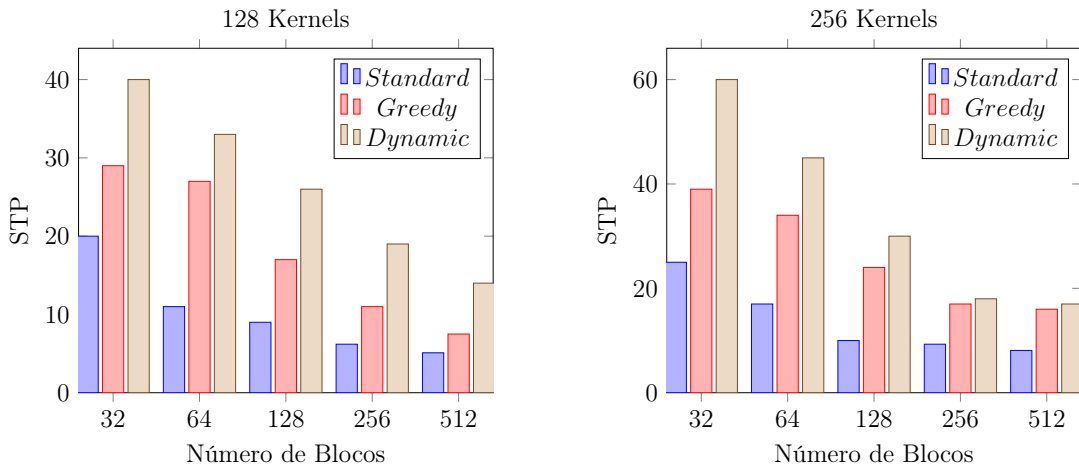 128 Kernels
STP
40
30
20
10
0
Standard
Greedy
Dynamic
32 64 128 256 512
Número de Blocos
256 Kernels
STP
60
40
20
0
Standard
Greedy
Dynamic
32 64 128 256 512
Número de Blocos